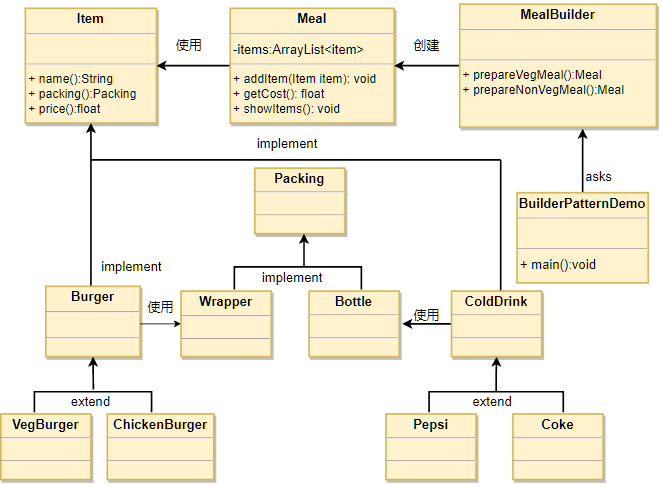 Item
+ name():String
+ packing():Packing
+ price():float
使用
Meal
-items:ArrayList<item>
+ addItem(Item item): void
+ getCost(): float
+ showItems(): void
创建
MealBuilder
+ prepareVegMeal():Meal
+ prepareNonVegMeal():Meal
implement
asks
Packing
BuilderPatternDemo
+ main():void
implement
implement
Burger
使用
Wrapper
Bottle
使用
ColdDrink
extend
extend
VegBurger
ChickenBurger
Pepsi
Coke